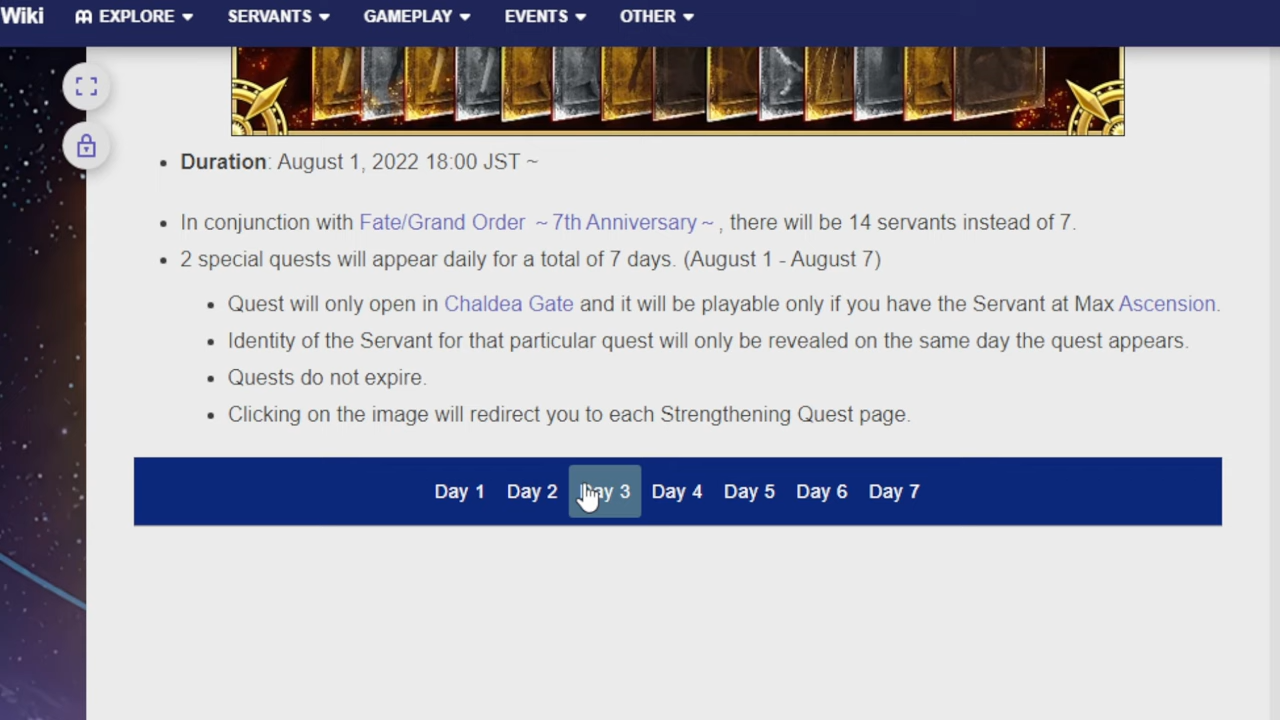 Wiki EXPLORE SERVANTS GAMEPLAY EVENTS OTHER
Duration: August 1, 2022 18:00 JST ~
In conjunction with Fate/Grand Order ~7th Anniversary~, there will be 14 servants instead of 7.
2 special quests will appear daily for a total of 7 days. (August 1 - August 7)
Quest will only open in Chaldea Gate and it will be playable only if you have the Servant at Max Ascension.
Identity of the Servant for that particular quest will only be revealed on the same day the quest appears.
Quests do not expire.
Clicking on the image will redirect you to each Strengthening Quest page.
Day 1 Day 2 Day 3 Day 4 Day 5 Day 6 Day 7